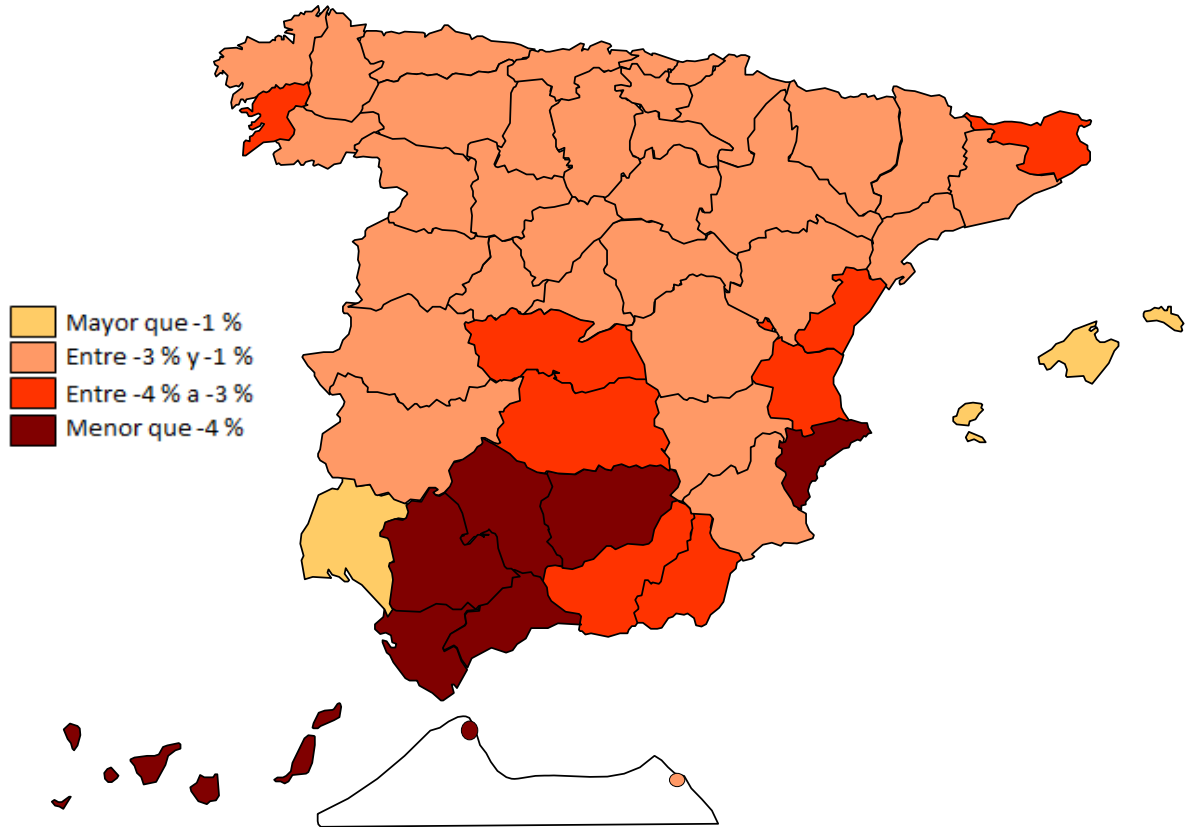 Mayor que -1 %
Entre -3 % y -1 %
Entre -4 % a -3 %
Menor que -4 %